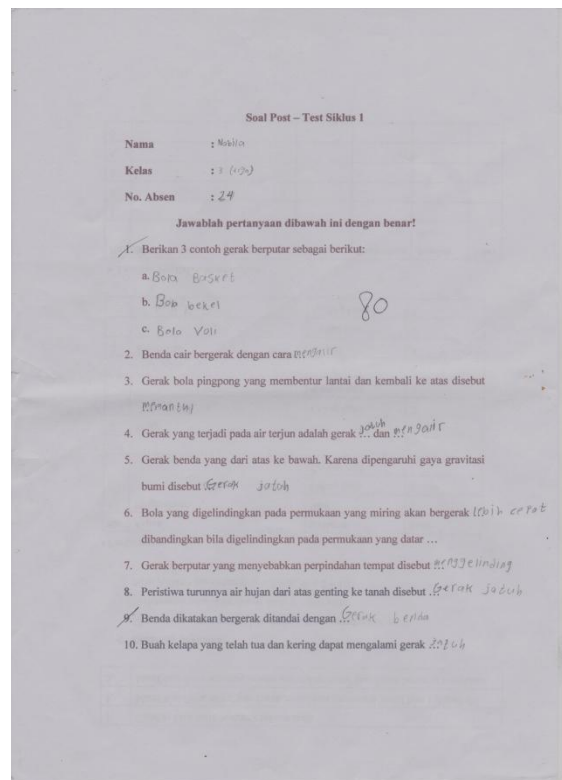 Soal Post – Test Siklus 1
Nama : Nabila
Kelas : 3
No. Absen : 24
Jawablah pertanyaan dibawah ini dengan benar!
1. Berikan 3 contoh gerak berputar sebagai berikut:
a. Bola Basket
b. Bob bekel
c. Bola Voli
80
2. Benda cair bergerak dengan cara mengalir
3. Gerak bola pingpong yang membentur lantai dan kembali ke atas disebut
Memantul
4. Gerak yang terjadi pada air terjun adalah gerak jatuh dan mengalir
5. Gerak benda yang dari atas ke bawah. Karena dipengaruhi gaya gravitasi
bumi disebut Gerak jatoh
6. Bola yang digelindingkan pada permukaan yang miring akan bergerak lebih cepat
dibandingkan bila digelindingkan pada permukaan yang datar ...
7. Gerak berputar yang menyebabkan perpindahan tempat disebut menggelinding
8. Peristiwa turunnya air hujan dari atas genting ke tanah disebut Gerak Jatuh
9. Benda dikatakan bergerak ditandai dengan Gerak benda
10. Buah kelapa yang telah tua dan kering dapat mengalami gerak jatuh